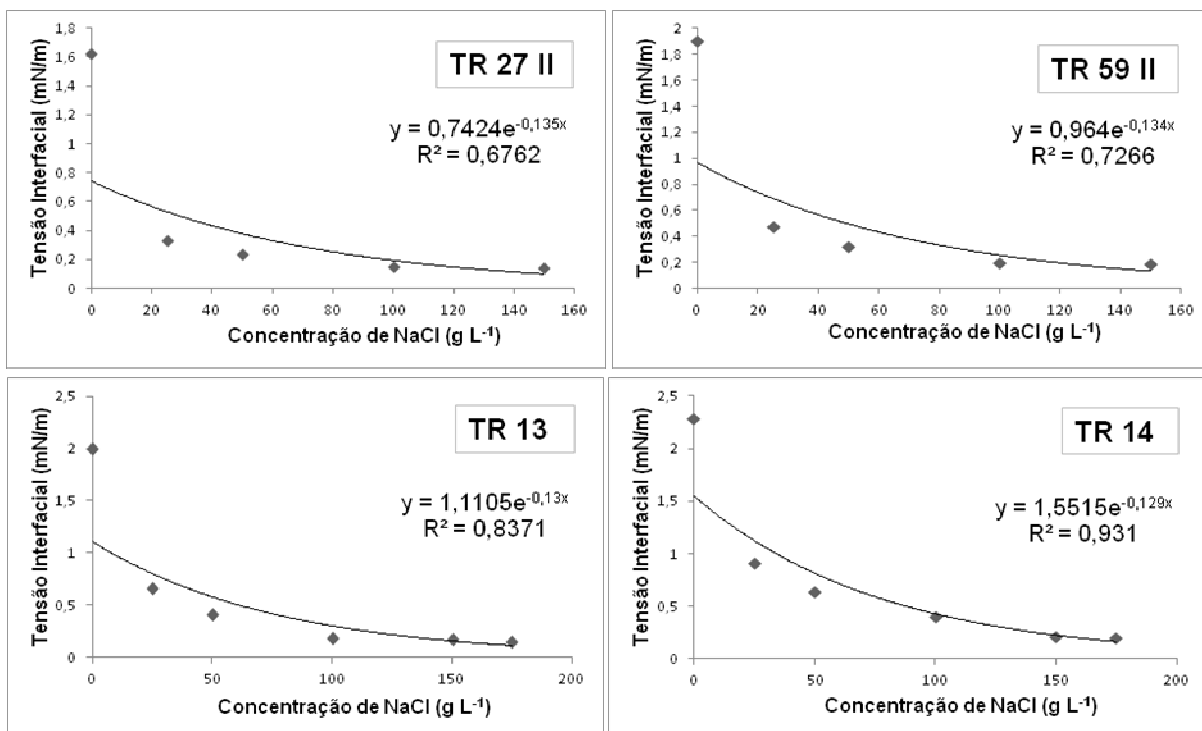 TR 27 II
y = 0,7424e^-0,135x
R² = 0,6762
Tensão Interfacial (mN/m)
1,8
1,6
1,4
1,2
1
0,8
0,6
0,4
0,2
0
0 20 40 60 80 100 120 140 160
Concentração de NaCl (g L⁻¹)
TR 59 II
y = 0,964e^-0,134x
R² = 0,7266
Tensão Interfacial (mN/m)
2
1,8
1,6
1,4
1,2
1
0,8
0,6
0,4
0,2
0
0 20 40 60 80 100 120 140 160
Concentração de NaCl (g L⁻¹)
TR 13
y = 1,1105e^-0,13x
R² = 0,8371
Tensão Interfacial (mN/m)
2,5
2
1,5
1
0,5
0
0 50 100 150 200
Concentração de NaCl (g L⁻¹)
TR 14
y = 1,5515e^-0,129x
R² = 0,931
Tensão Interfacial (mN/m)
2,5
2
1,5
1
0,5
0
0 50 100 150 200
Concentração de NaCl (g L⁻¹)